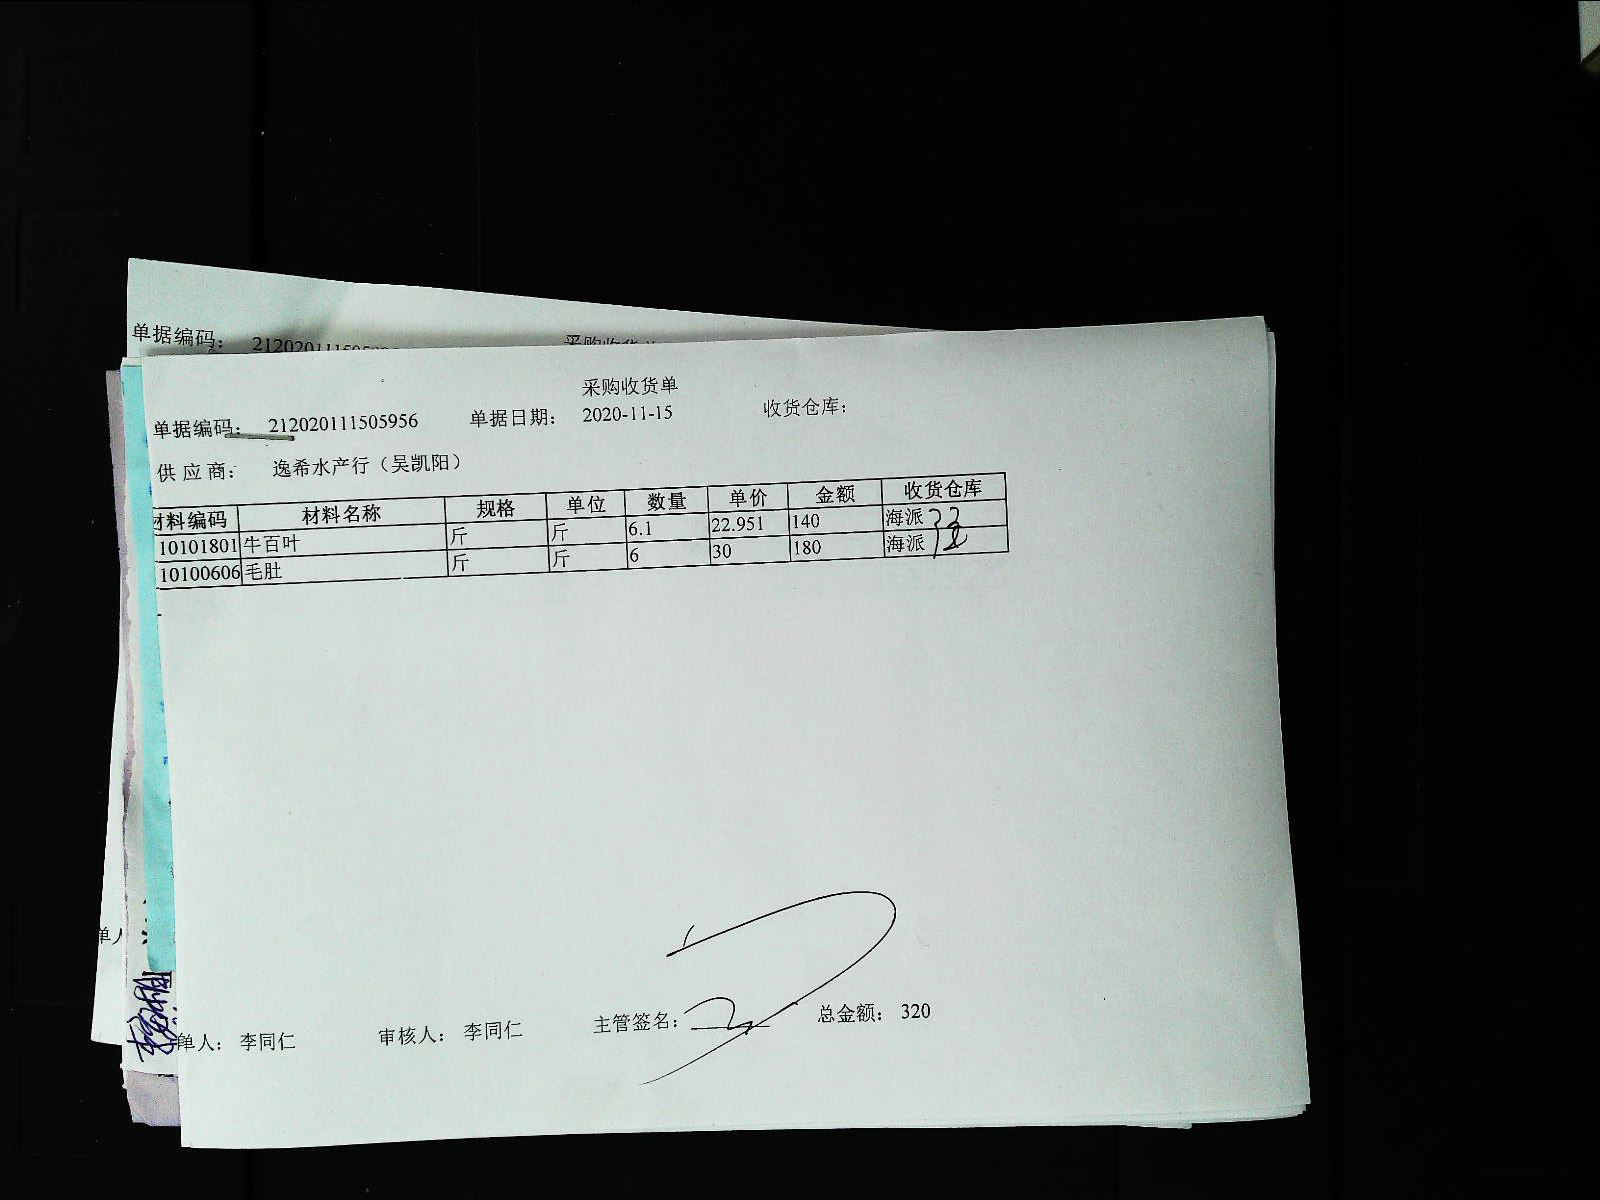 单据编码：
采购收货单
单据编码： 212020111505956 单据日期： 2020-11-15 收货仓库：
供 应 商： 逸希水产行（吴凯阳）
材料编码 材料名称 规格 单位 数量 单价 金额 收货仓库
10101801 牛百叶 斤 斤 6.1 22.951 140 海派
10100606 毛肚 斤 斤 6 30 180 海派
单人： 李同仁 审核人： 李同仁 主管签名： 总金额： 320
单人